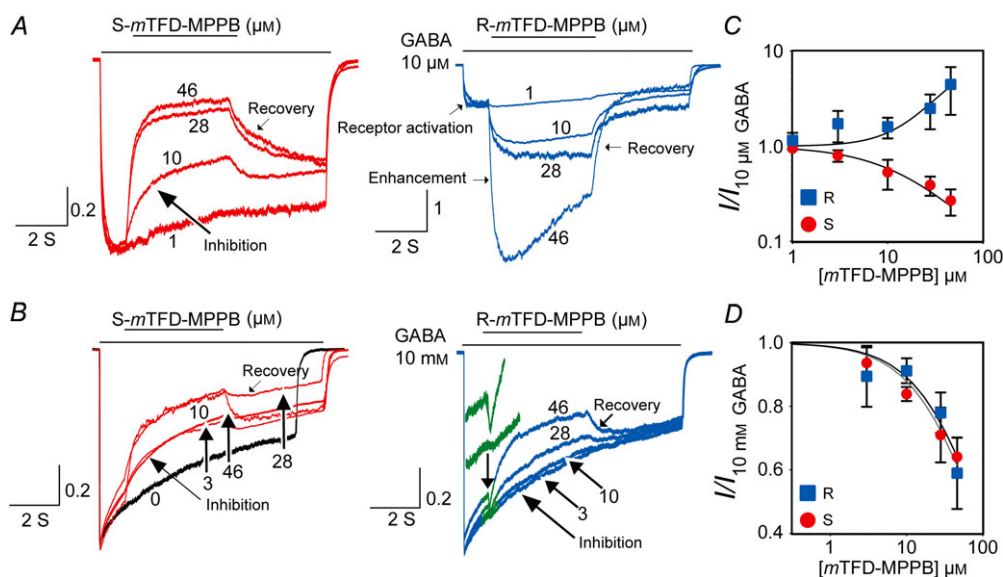 A
S-mTFD-MPPB (µM)
46
28
Recovery
10
Inhibition
1
0.2
2 S
R-mTFD-MPPB (µM)
GABA
10 µM
1
Receptor activation
10
28
Recovery
Enhancement
46
1
2 S
C
10
1.0
0.1
I/I10 µM GABA
R
S
1
10
100
[mTFD-MPPB] µM
B
S-mTFD-MPPB (µM)
Recovery
10
3
46
28
0
Inhibition
0.2
2 S
R-mTFD-MPPB (µM)
GABA
10 mM
46
28
Recovery
10
3
Inhibition
0.2
2 S
D
1.0
0.8
0.6
0.4
I/I10 mM GABA
R
S
1
10
100
[mTFD-MPPB] µM